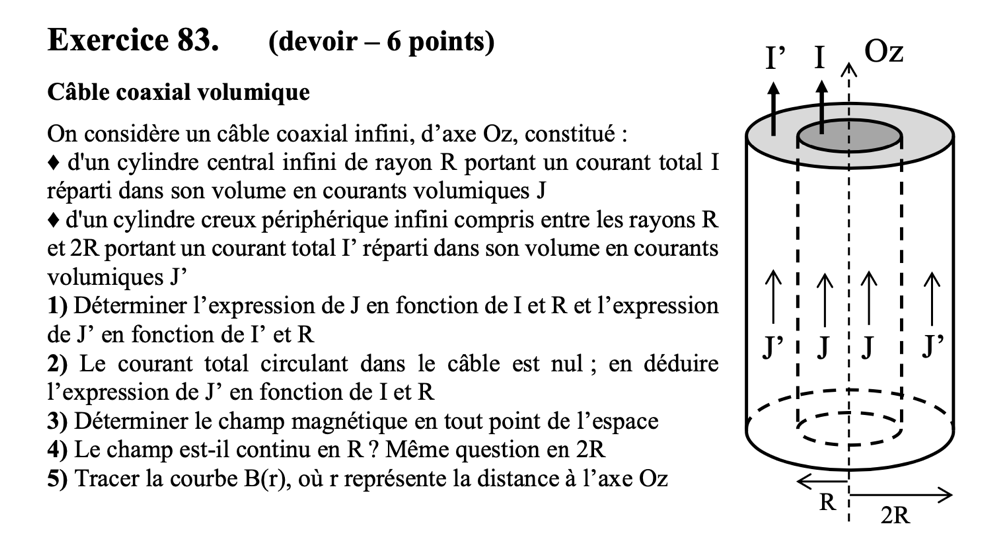 Exercice 83. (devoir – 6 points)
Câble coaxial volumique
On considère un câble coaxial infini, d’axe Oz, constitué :
♦ d'un cylindre central infini de rayon R portant un courant total I
réparti dans son volume en courants volumiques J
♦ d'un cylindre creux périphérique infini compris entre les rayons R
et 2R portant un courant total I’ réparti dans son volume en courants
volumiques J’
1) Déterminer l’expression de J en fonction de I et R et l’expression
de J’ en fonction de I’ et R
2) Le courant total circulant dans le câble est nul ; en déduire
l’expression de J’ en fonction de I et R
3) Déterminer le champ magnétique en tout point de l’espace
4) Le champ est-il continu en R ? Même question en 2R
5) Tracer la courbe B(r), où r représente la distance à l’axe Oz
I’ I Oz
J’ J J J’
R
2R